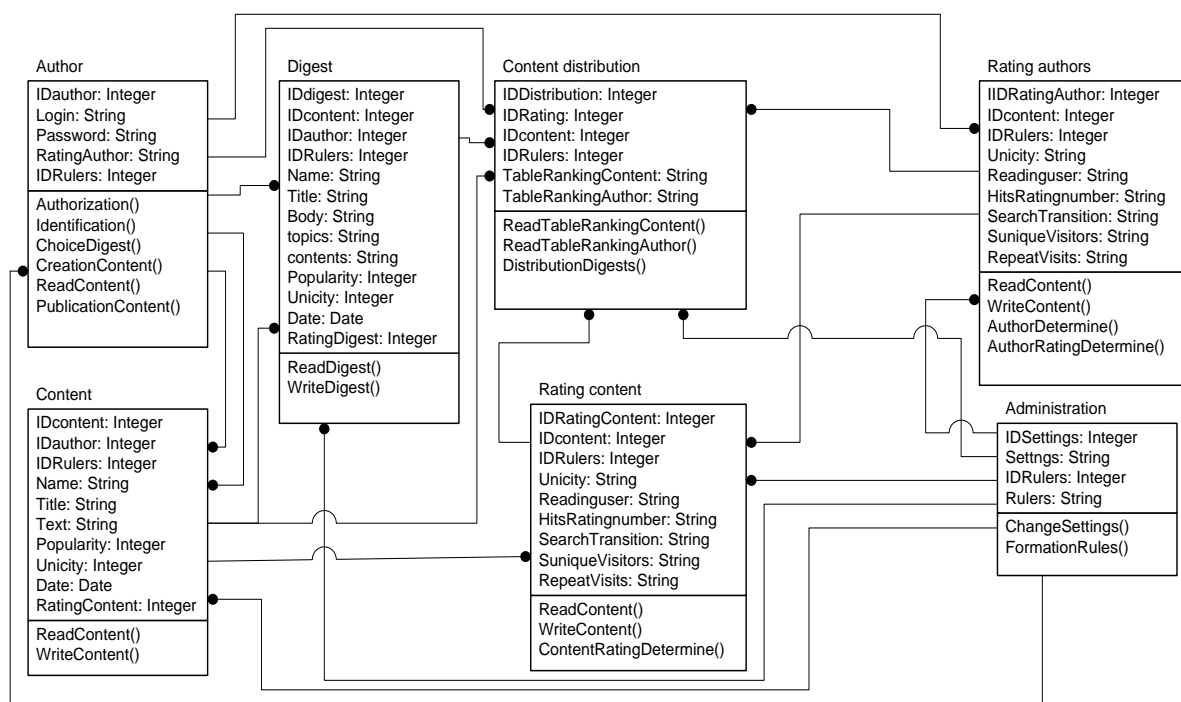 Author
IDauthor: Integer
Login: String
Password: String
RatingAuthor: String
IDRulers: Integer
Authorization()
Identification()
ChoiceDigest()
CreationContent()
ReadContent()
PublicationContent()
Digest
IDdigest: Integer
IDcontent: Integer
IDauthor: Integer
IDRulers: Integer
Name: String
Title: String
Body: String
topics: String
contents: String
Popularity: Integer
Unicity: Integer
Date: Date
RatingDigest: Integer
ReadDigest()
WriteDigest()
Content distribution
IDDistribution: Integer
IDRating: Integer
IDcontent: Integer
IDRulers: Integer
TableRankingContent: String
TableRankingAuthor: String
ReadTableRankingContent()
ReadTableRankingAuthor()
DistributionDigests()
Rating authors
IIDRatingAuthor: Integer
IDcontent: Integer
IDRulers: Integer
Unicity: String
Readinguser: String
HitsRatingnumber: String
SearchTransition: String
SuniqueVisitors: String
RepeatVisits: String
ReadContent()
WriteContent()
AuthorDetermine()
AuthorRatingDetermine()
Content
IDcontent: Integer
IDauthor: Integer
IDRulers: Integer
Name: String
Title: String
Text: String
Popularity: Integer
Unicity: Integer
Date: Date
RatingContent: Integer
ReadContent()
WriteContent()
Rating content
IDRatingContent: Integer
IDcontent: Integer
IDRulers: Integer
Unicity: String
Readinguser: String
HitsRatingnumber: String
SearchTransition: String
SuniqueVisitors: String
RepeatVisits: String
ReadContent()
WriteContent()
ContentRatingDetermine()
Administration
IDSettings: Integer
Settngs: String
IDRulers: Integer
Rulers: String
ChangeSettings()
FormationRules()